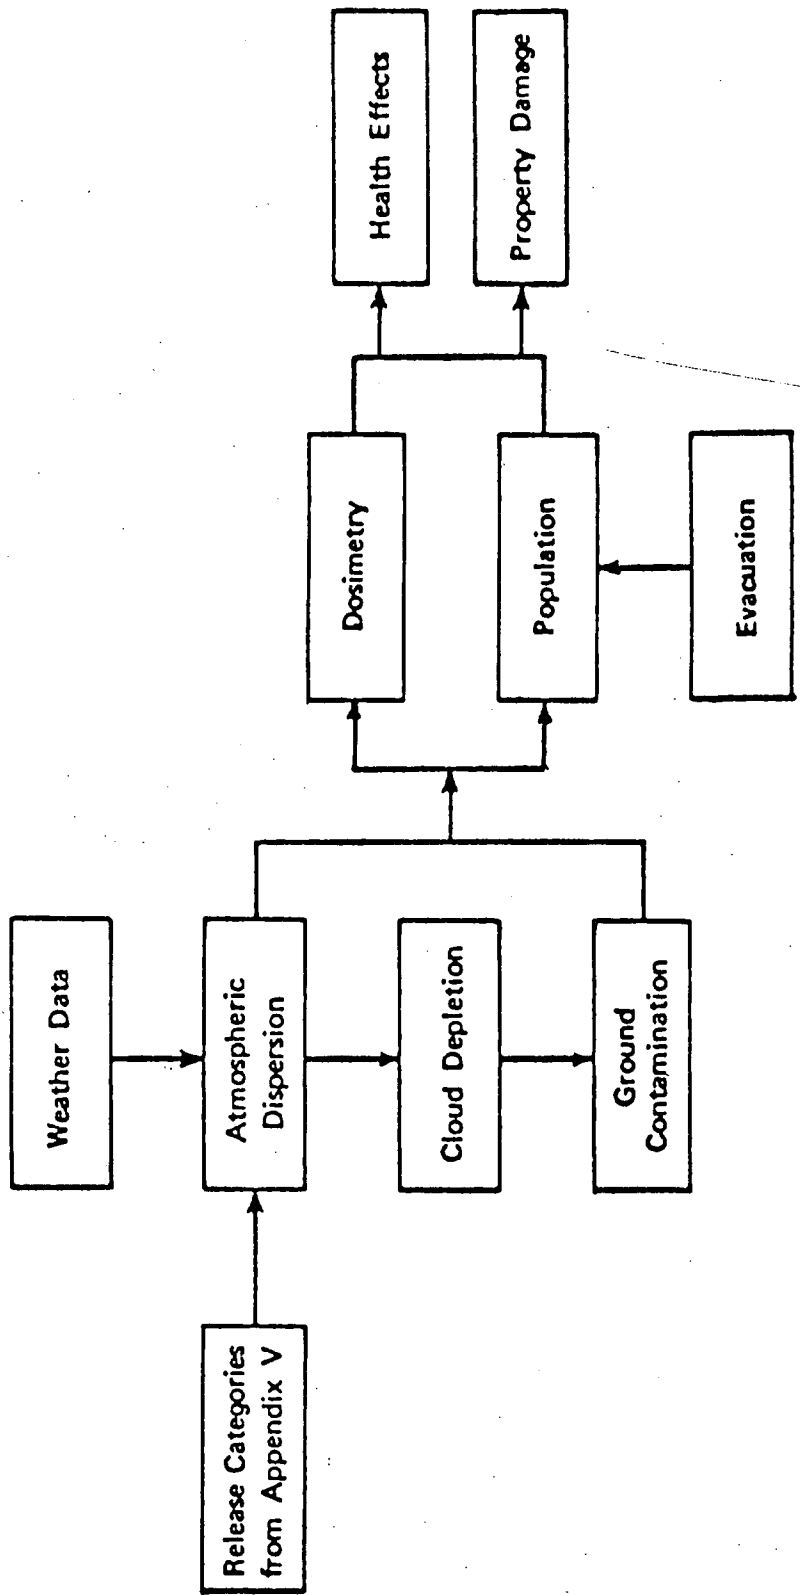 Weather Data
Release Categories
from Appendix V
Atmospheric
Dispersion
Cloud Depletion
Ground
Contamination
Dosimetry
Population
Evacuation
Health Effects
Property Damage